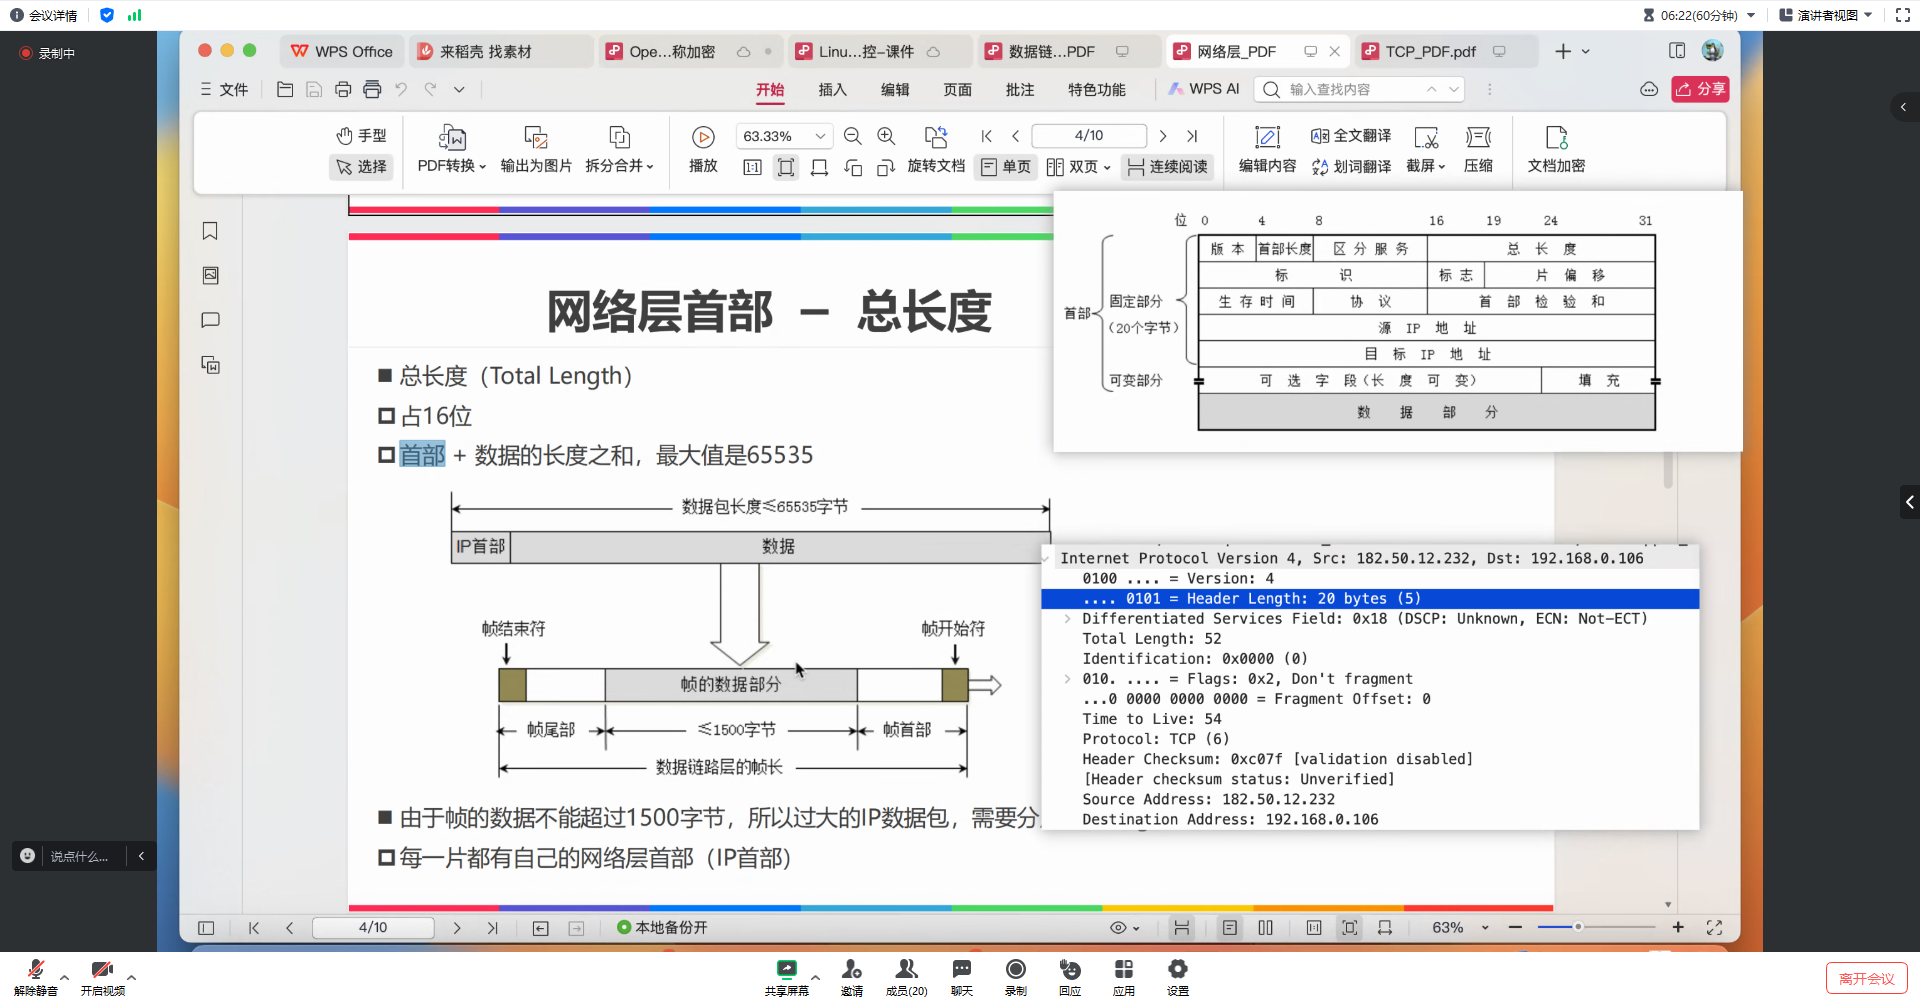 会议详情
06:22(60分钟)
演讲者视图
录制中
WPS Office
来稻壳 找素材
Ope...称加密
Linu...控-课件
数据链...PDF
网络层_PDF
TCP_PDF.pdf
文件
开始
插入
编辑
页面
批注
特色功能
WPS AI
输入查找内容
分享
手型
选择
PDF转换
输出为图片
拆分合并
播放
63.33%
1:1
旋转文档
4/10
单页
双页
连续阅读
编辑内容
全文翻译
划词翻译
截屏
压缩
文档加密
网络层首部 – 总长度
■ 总长度（Total Length）
占16位
首部 + 数据的长度之和，最大值是65535
数据包长度≤65535字节
IP首部
数据
帧结束符
帧开始符
帧的数据部分
帧尾部
≤1500字节
帧首部
数据链路层的帧长
■ 由于帧的数据不能超过1500字节，所以过大的IP数据包，需要分
每一片都有自己的网络层首部（IP首部）
位 0 4 8 16 19 24 31
版本 首部长度 区分服务 总长度
标识 标志 片偏移
生存时间 协议 首部检验和
源 IP 地址
目标 IP 地址
可选字段(长度可变) 填充
数据部分
首部
固定部分
(20个字节)
可变部分
Internet Protocol Version 4, Src: 182.50.12.232, Dst: 192.168.0.106
0100 .... = Version: 4
.... 0101 = Header Length: 20 bytes (5)
Differentiated Services Field: 0x18 (DSCP: Unknown, ECN: Not-ECT)
Total Length: 52
Identification: 0x0000 (0)
010. .... = Flags: 0x2, Don't fragment
...0 0000 0000 0000 = Fragment Offset: 0
Time to Live: 54
Protocol: TCP (6)
Header Checksum: 0xc07f [validation disabled]
[Header checksum status: Unverified]
Source Address: 182.50.12.232
Destination Address: 192.168.0.106
说点什么...
4/10
本地备份开
63%
解除静音
开启视频
共享屏幕
邀请
成员(20)
聊天
录制
回应
应用
设置
离开会议